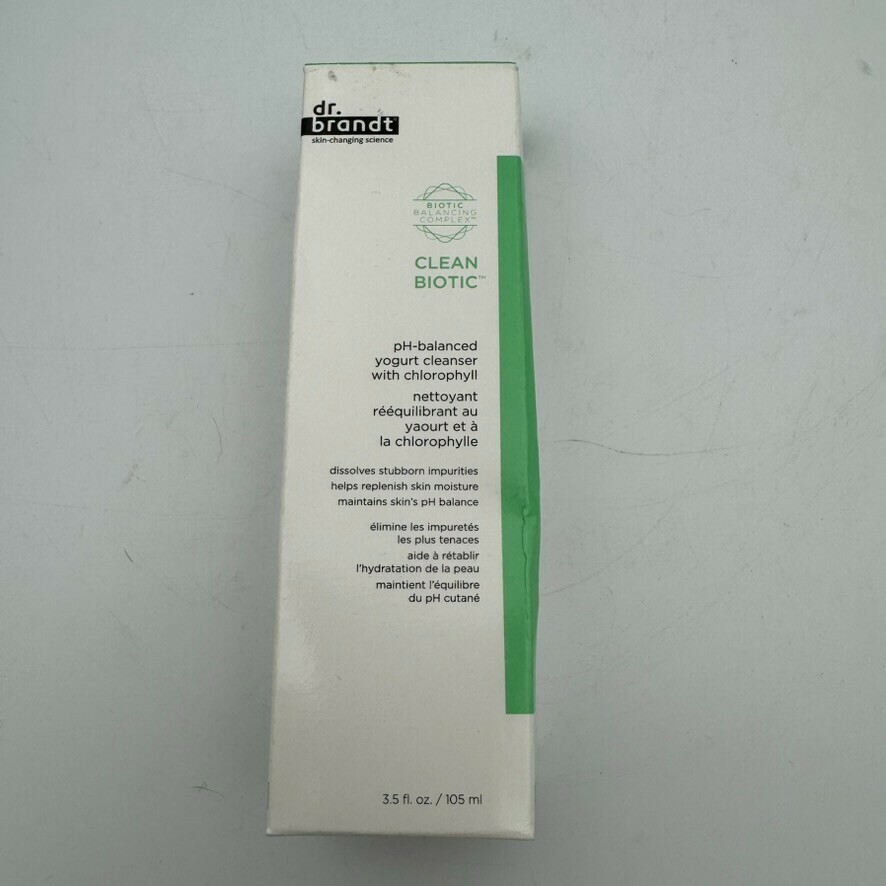 dr.
brandt
skin-changing science
BIOTIC
BALANCING
COMPLEX™
CLEAN
BIOTIC™
pH-balanced
yogurt cleanser
with chlorophyll
nettoyant
rééquilibrant au
yaourt et à
la chlorophylle
dissolves stubborn impurities
helps replenish skin moisture
maintains skin's pH balance
élimine les impuretés
les plus tenaces
aide à rétablir
l'hydratation de la peau
maintient l'équilibre
du pH cutané
3.5 fl. oz. / 105 ml